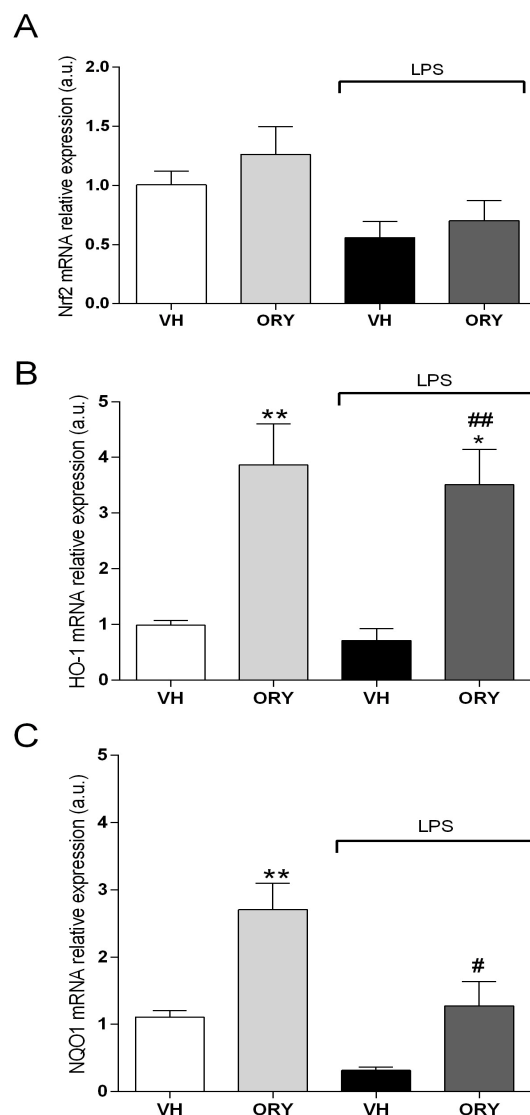 A
Nrf2 mRNA relative expression (a.u.)
2.0
1.5
1.0
0.5
0.0
LPS
VH
ORY
VH
ORY
B
HO-1 mRNA relative expression (a.u.)
5
4
3
2
1
0
LPS
**
##
*
VH
ORY
VH
ORY
C
NQO1 mRNA relative expression (a.u.)
5
4
3
2
1
0
LPS
**
#
VH
ORY
VH
ORY